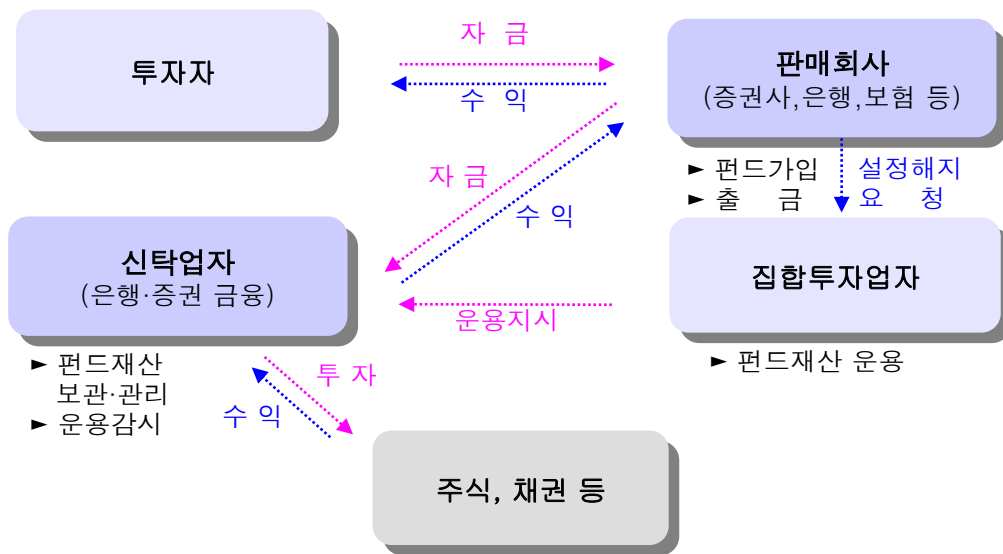 자 금
투자자
수 익
판매회사
(증권사,은행,보험 등)
자 금
수 익
► 펀드가입
► 출 금
설정해지
요 청
신탁업자
(은행·증권 금융)
집합투자업자
운용지시
► 펀드재산
보관·관리
► 운용감시
► 펀드재산 운용
투 자
수 익
주식, 채권 등